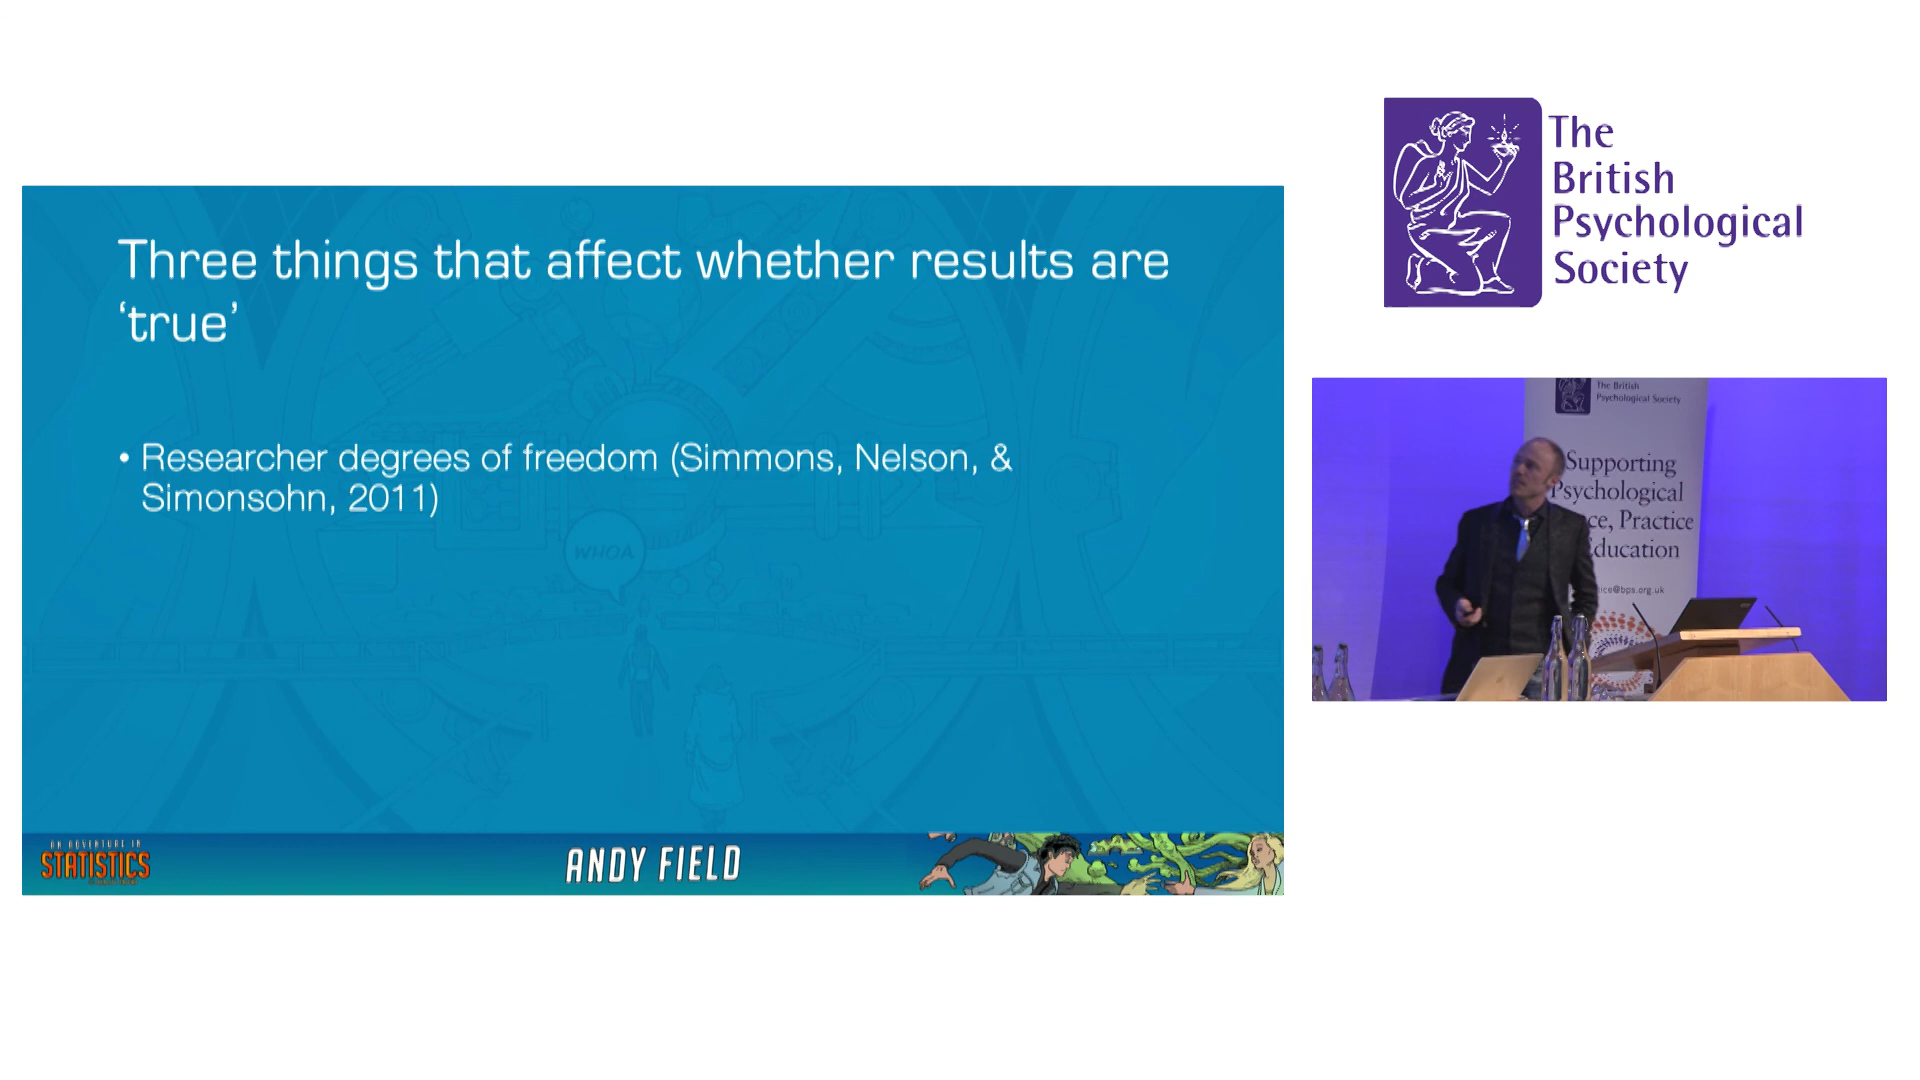 Three things that affect whether results are
‘true’
• Researcher degrees of freedom (Simmons, Nelson, &
Simonsohn, 2011)
WHOA
AN ADVENTURE IN
STATISTICS
ANDY FIELD
The
British
Psychological
Society
The British
Psychological Society
Supporting
Psychological
ce, Practice
ducation
ice@bps.org.uk